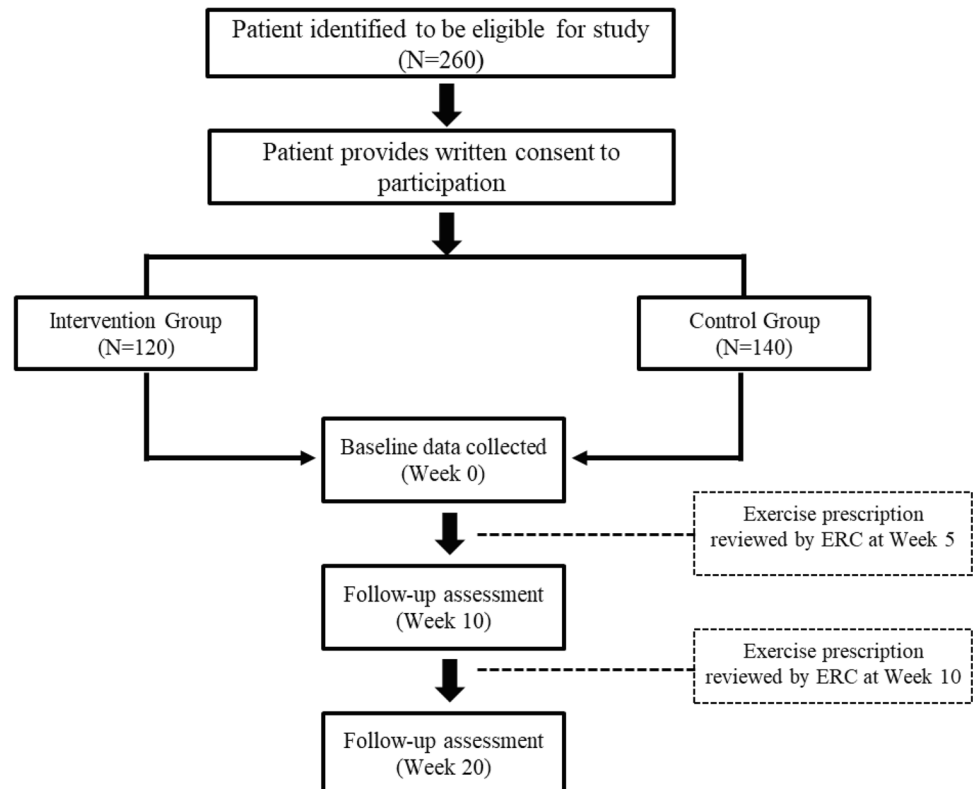 Patient identified to be eligible for study
(N=260)
Patient provides written consent to
participation
Intervention Group
(N=120)
Control Group
(N=140)
Baseline data collected
(Week 0)
Exercise prescription
reviewed by ERC at Week 5
Follow-up assessment
(Week 10)
Exercise prescription
reviewed by ERC at Week 10
Follow-up assessment
(Week 20)